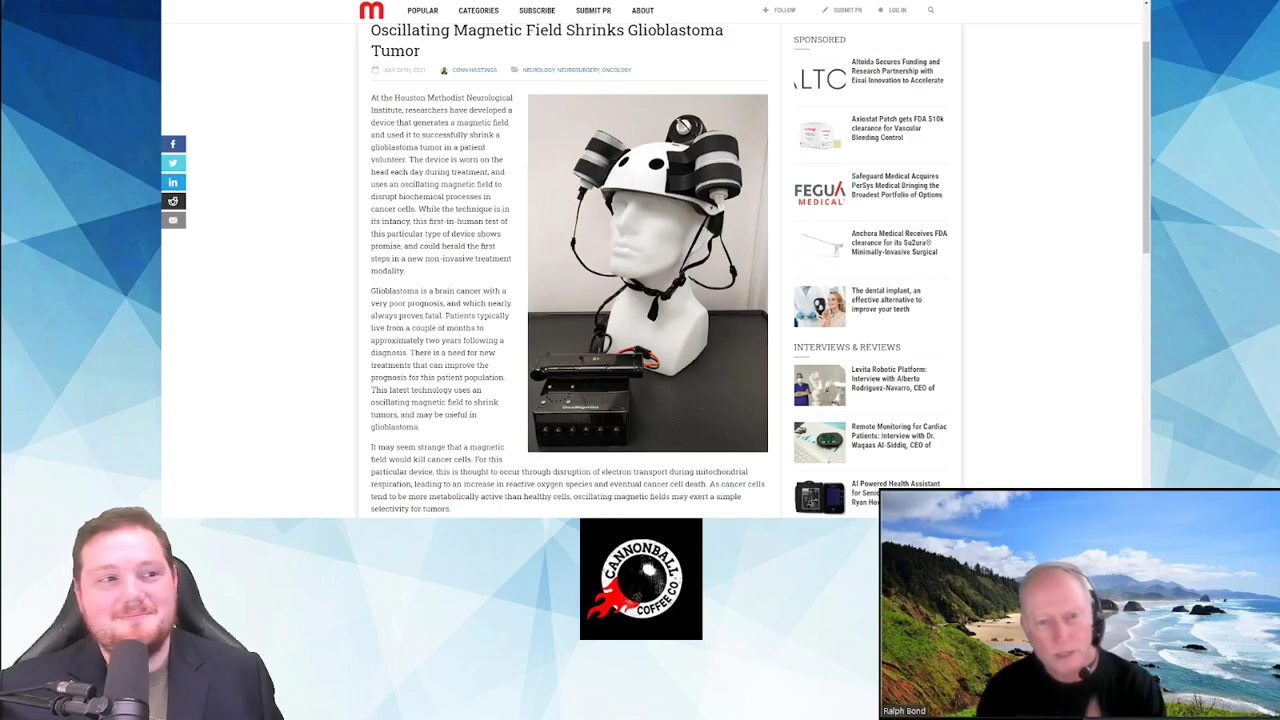 POPULAR CATEGORIES SUBSCRIBE SUBMIT PR ABOUT FOLLOW SUBMIT PR LOG IN
Oscillating Magnetic Field Shrinks Glioblastoma
Tumor
JULY 26TH, 2021 CONN HASTINGS NEUROLOGY, NEUROSURGERY, ONCOLOGY
At the Houston Methodist Neurological
Institute, researchers have developed a
device that generates a magnetic field
and used it to successfully shrink a
glioblastoma tumor in a patient
volunteer. The device is worn on the
head each day during treatment, and
uses an oscillating magnetic field to
disrupt biochemical processes in
cancer cells. While the technique is in
its infancy, this first-in-human test of
this particular type of device shows
promise, and could herald the first
steps in a new non-invasive treatment
modality.
Glioblastoma is a brain cancer with a
very poor prognosis, and which nearly
always proves fatal. Patients typically
live from a couple of months to
approximately two years following a
diagnosis. There is a need for new
treatments that can improve the
prognosis for this patient population.
This latest technology uses an
oscillating magnetic field to shrink
tumors, and may be useful in
glioblastoma.
It may seem strange that a magnetic
field would kill cancer cells. For this
particular device, this is thought to occur through disruption of electron transport during mitochondrial
respiration, leading to an increase in reactive oxygen species and eventual cancer cell death. As cancer cells
tend to be more metabolically active than healthy cells, oscillating magnetic fields may exert a simple
selectivity for tumors.
SPONSORED
ALTO
Altoida Secures Funding and
Research Partnership with
Eisai Innovation to Accelerate
Axiostat Patch gets FDA 510k
clearance for Vascular
Bleeding Control
FEGUA
MEDICAL
Safeguard Medical Acquires
PerSys Medical Bringing the
Broadest Portfolio of Options
Anchora Medical Receives FDA
clearance for its Su2ura®
Minimally-Invasive Surgical
The dental implant, an
effective alternative to
improve your teeth
INTERVIEWS & REVIEWS
Levita Robotic Platform:
Interview with Alberto
Rodriguez-Navarro, CEO of
Remote Monitoring for Cardiac
Patients: Interview with Dr.
Waqaas Al-Siddiq, CEO of
AI Powered Health Assistant
for Senio
Ryan Ho
CANNONBALL
COFFEE CO.
Ralph Bond